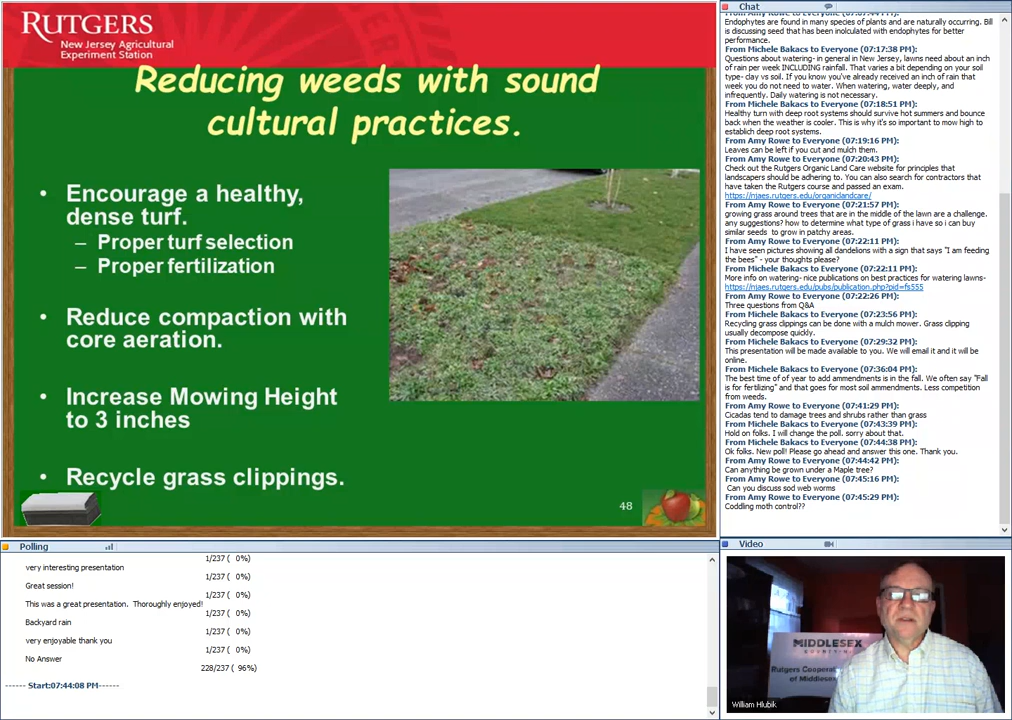 RUTGERS
New Jersey Agricultural
Experiment Station
Reducing weeds with sound
cultural practices.
• Encourage a healthy,
dense turf.
– Proper turf selection
– Proper fertilization
• Reduce compaction with
core aeration.
• Increase Mowing Height
to 3 inches
• Recycle grass clippings.
48
Chat
From Amy Rowe to Everyone (07:07:44 PM):
Endophytes are found in many species of plants and are naturally occurring. Bill
is discussing seed that has been inolculated with endophytes for better
performance.
From Michele Bakacs to Everyone (07:17:38 PM):
Questions about watering- in general in New Jersey, lawns need about an inch
of rain per week INCLUDING rainfall. That varies a bit depending on your soil
type- clay vs soil. If you know you've already received an inch of rain that
week you do not need to water. When watering, water deeply, and
infrequently. Daily watering is not necessary.
From Michele Bakacs to Everyone (07:18:51 PM):
Healthy turn with deep root systems should survive hot summers and bounce
back when the weather is cooler. This is why it's so important to mow high to
establich deep root systems.
From Amy Rowe to Everyone (07:19:16 PM):
Leaves can be left if you cut and mulch them.
From Amy Rowe to Everyone (07:20:43 PM):
Check out the Rutgers Organic Land Care website for principles that
landscapers should be adhering to. You can also search for contractors that
have taken the Rutgers course and passed an exam.
https://njaes.rutgers.edu/organiclandcare/
From Amy Rowe to Everyone (07:21:57 PM):
growing grass around trees that are in the middle of the lawn are a challenge.
any suggestions? how to determine what type of grass i have so i can buy
similar seeds to grow in patchy areas.
From Amy Rowe to Everyone (07:22:11 PM):
I have seen pictures showing all dandelions with a sign that says "I am feeding
the bees" - your thoughts please?
From Michele Bakacs to Everyone (07:22:11 PM):
More info on watering- nice publications on best practices for watering lawns-
https://njaes.rutgers.edu/pubs/publication.php?pid=fs555
From Amy Rowe to Everyone (07:22:26 PM):
Three questions from Q&A
From Michele Bakacs to Everyone (07:23:56 PM):
Recycling grass clippings can be done with a mulch mower. Grass clipping
usually decompose quickly.
From Michele Bakacs to Everyone (07:29:32 PM):
This presentation will be made available to you. We will email it and it will be
online.
From Michele Bakacs to Everyone (07:36:04 PM):
The best time of of year to add ammendments is in the fall. We often say "Fall
is for fertilizing" and that goes for most soil ammendments. Less competition
from weeds.
From Amy Rowe to Everyone (07:41:29 PM):
Cicadas tend to damage trees and shrubs rather than grass
From Michele Bakacs to Everyone (07:43:39 PM):
Hold on folks. I will change the poll. sorry about that.
From Michele Bakacs to Everyone (07:44:38 PM):
Ok folks. New poll! Please go ahead and answer this one. Thank you.
From Amy Rowe to Everyone (07:44:42 PM):
Can anything be grown under a Maple tree?
From Amy Rowe to Everyone (07:45:16 PM):
Can you discuss sod web worms
From Amy Rowe to Everyone (07:45:29 PM):
Coddling moth control??
Polling
1/237 ( 0%)
very interesting presentation
1/237 ( 0%)
Great session!
1/237 ( 0%)
This was a great presentation. Thoroughly enjoyed!
1/237 ( 0%)
Backyard rain
1/237 ( 0%)
very enjoyable thank you
1/237 ( 0%)
No Answer
228/237 ( 96%)
------ Start:07:44:08 PM------
Video
MIDDLESEX
COUNTY
Rutgers Coopera
of Middlesex
William Hlubik